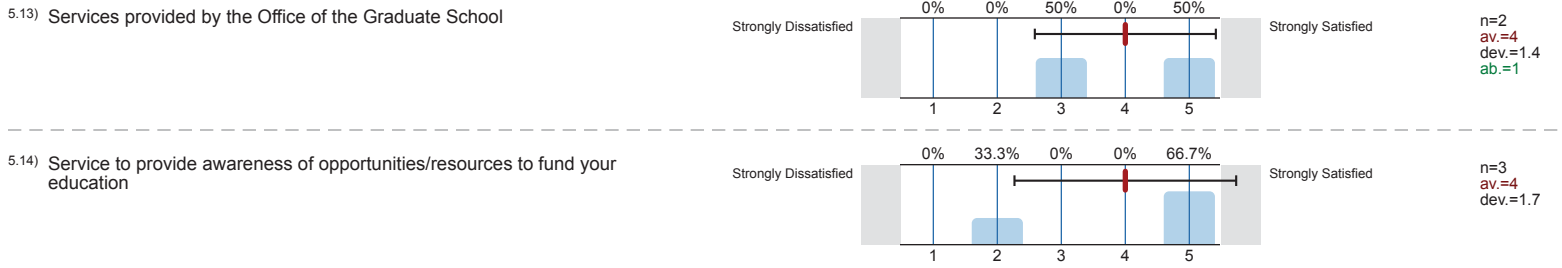 5.13) Services provided by the Office of the Graduate School
Strongly Dissatisfied
0% 0% 50% 0% 50%
1 2 3 4 5
Strongly Satisfied
n=2
av.=4
dev.=1.4
ab.=1
5.14) Service to provide awareness of opportunities/resources to fund your
education
Strongly Dissatisfied
0% 33.3% 0% 0% 66.7%
1 2 3 4 5
Strongly Satisfied
n=3
av.=4
dev.=1.7